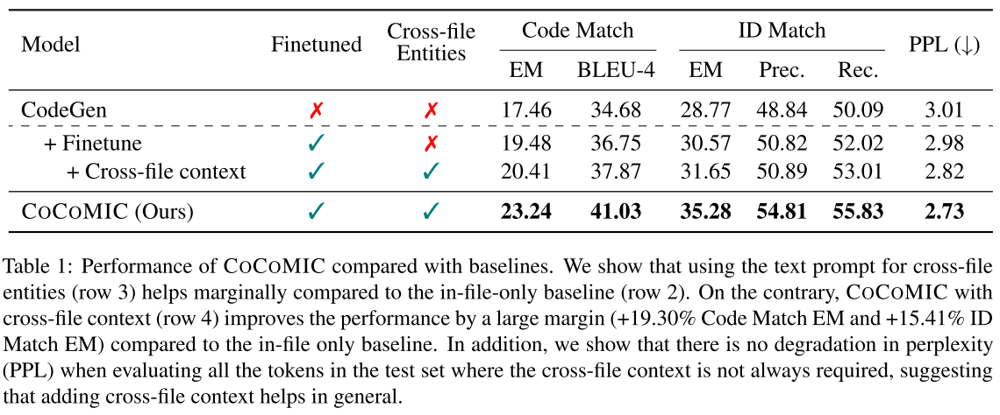 Model Finetuned Cross-file Entities Code Match ID Match PPL (↓)
EM BLEU-4 EM Prec. Rec.
CodeGen ✗ ✗ 17.46 34.68 28.77 48.84 50.09 3.01
+ Finetune ✓ ✗ 19.48 36.75 30.57 50.82 52.02 2.98
+ Cross-file context ✓ ✓ 20.41 37.87 31.65 50.89 53.01 2.82
COCOMIC (Ours) ✓ ✓ 23.24 41.03 35.28 54.81 55.83 2.73
Table 1: Performance of COCOMIC compared with baselines. We show that using the text prompt for cross-file
entities (row 3) helps marginally compared to the in-file-only baseline (row 2). On the contrary, COCOMIC with
cross-file context (row 4) improves the performance by a large margin (+19.30% Code Match EM and +15.41% ID
Match EM) compared to the in-file only baseline. In addition, we show that there is no degradation in perplexity
(PPL) when evaluating all the tokens in the test set where the cross-file context is not always required, suggesting
that adding cross-file context helps in general.